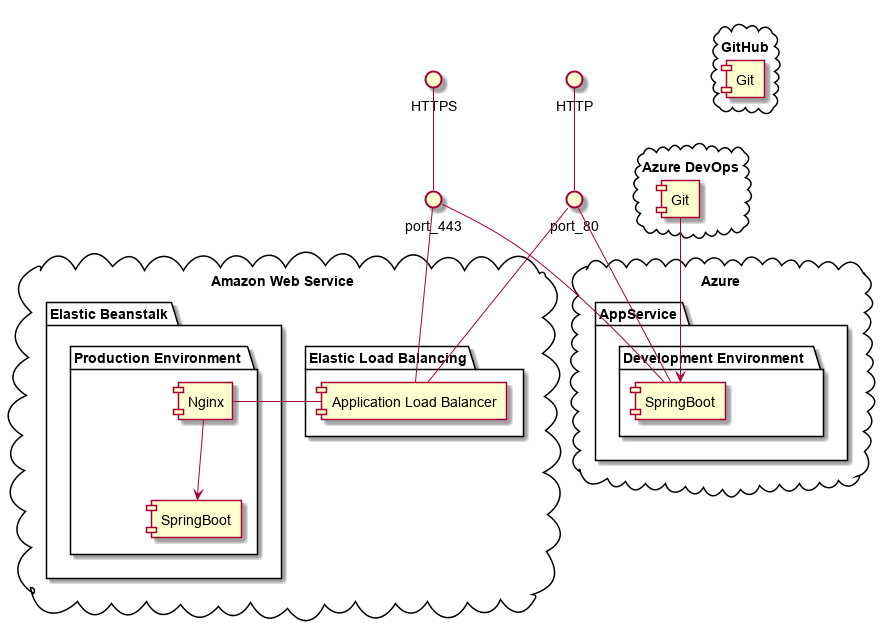 GitHub
Git
HTTPS
HTTP
Azure DevOps
Git
port_443
port_80
Amazon Web Service
Azure
Elastic Beanstalk
AppService
Production Environment
Elastic Load Balancing
Development Environment
Nginx
Application Load Balancer
SpringBoot
SpringBoot